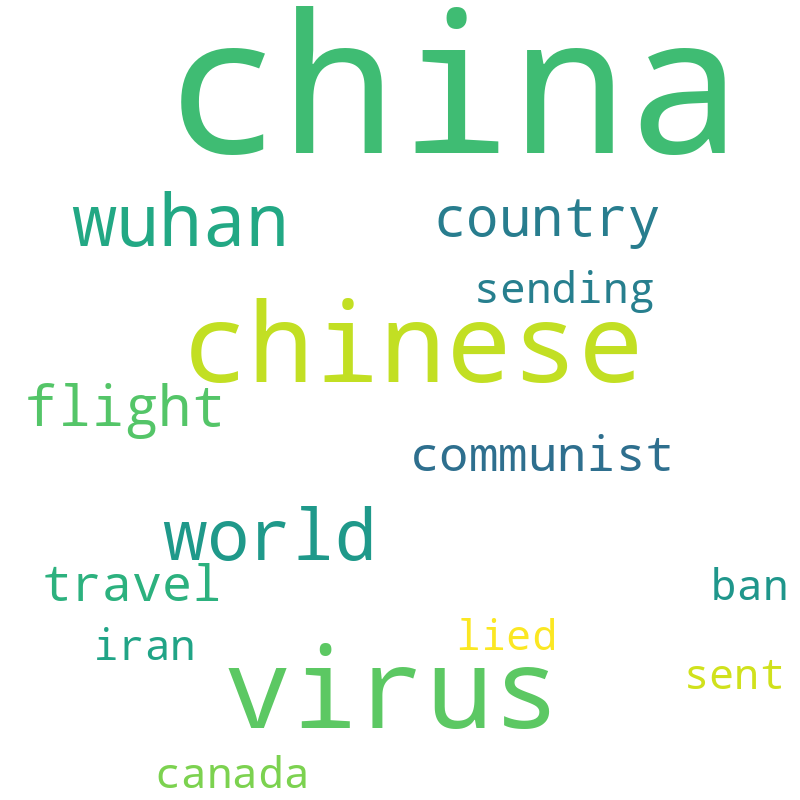 china
wuhan
country
sending
chinese
flight
communist
world
travel
ban
iran
lied
sent
virus
canada